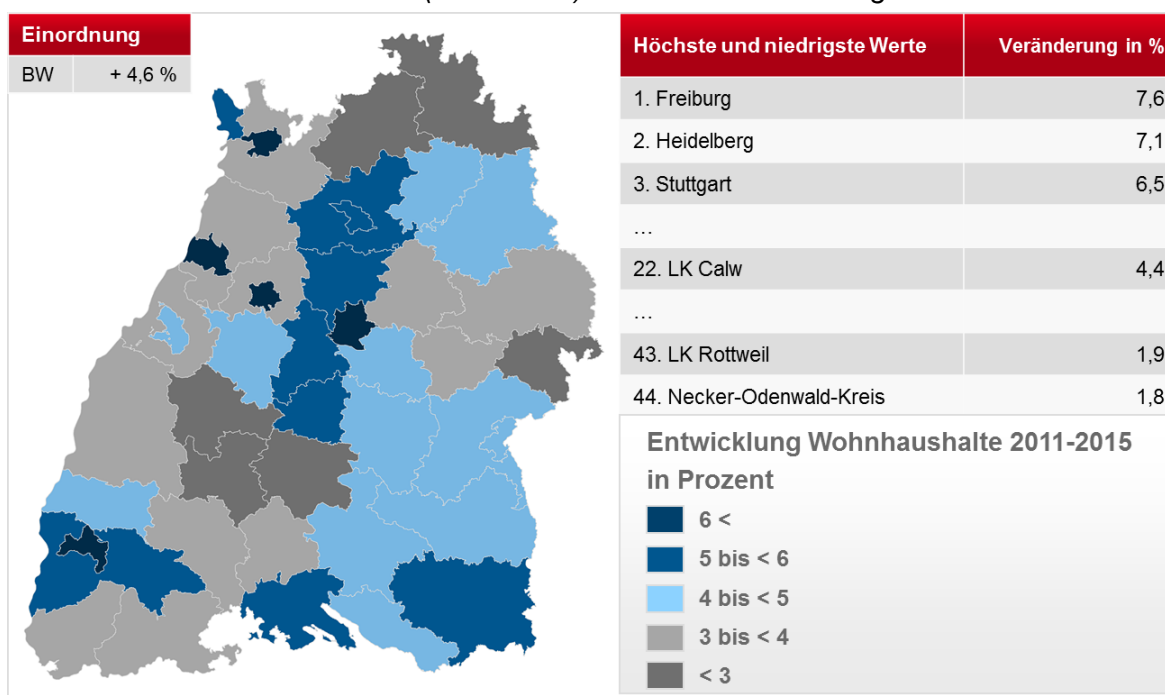 Einordnung
BW + 4,6 %
Höchste und niedrigste Werte Veränderung in %
1. Freiburg 7,6
2. Heidelberg 7,1
3. Stuttgart 6,5
…
22. LK Calw 4,4
…
43. LK Rottweil 1,9
44. Necker-Odenwald-Kreis 1,8
Entwicklung Wohnhaushalte 2011-2015
in Prozent
6 <
5 bis < 6
4 bis < 5
3 bis < 4
< 3